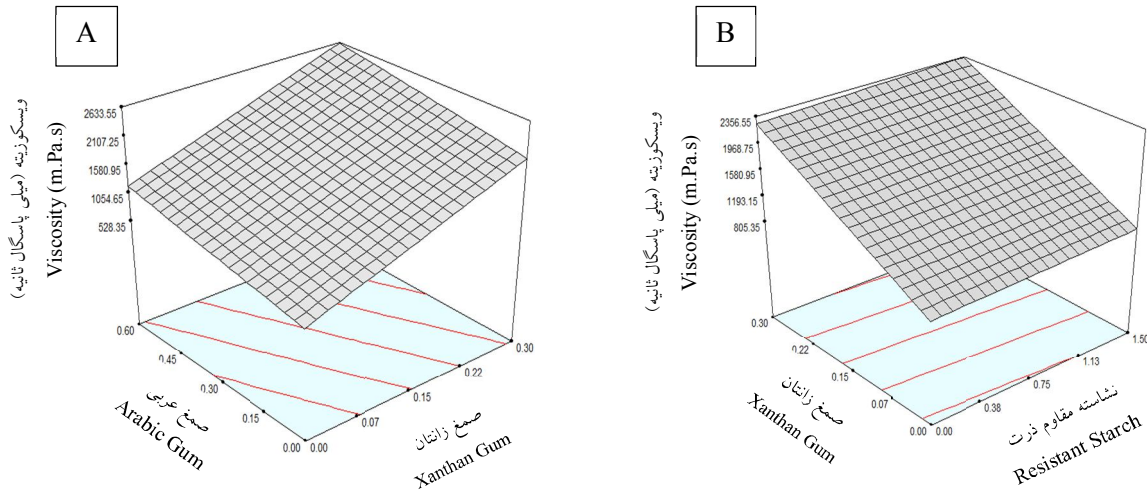 A
ویسکوزیته (میلی پاسگال ثانیه)
Viscosity (m.Pa.s)
2633.55
2107.25
1580.95
1054.65
528.35
0.60
0.45
0.30
0.15
0.00
0.00
0.07
0.15
0.22
0.30
صمغ عربی
Arabic Gum
صمغ زانتان
Xanthan Gum
B
ویسکوزیته (میلی پاسگال ثانیه)
Viscosity (m.Pa.s)
2356.55
1968.75
1580.95
1193.15
805.35
0.30
0.22
0.15
0.07
0.00
0.00
0.38
0.75
1.13
1.50
صمغ زانتان
Xanthan Gum
نشاسته مقاوم ذرت
Resistant Starch